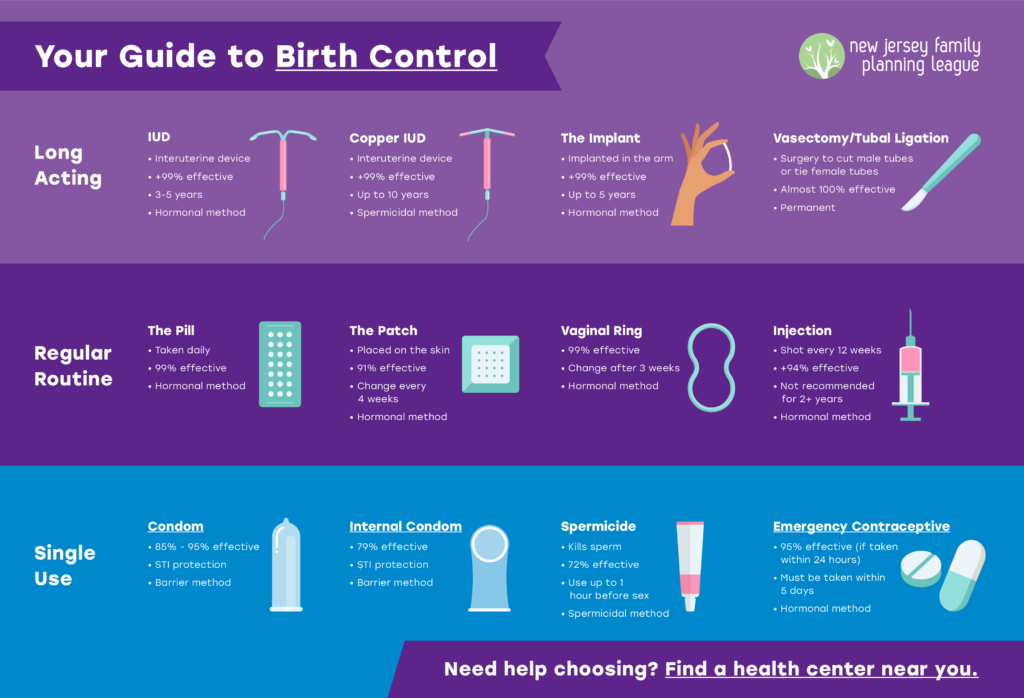 Your Guide to Birth Control
new jersey family
planning league
Long
Acting
IUD
• Interuterine device
• +99% effective
• 3-5 years
• Hormonal method
Copper IUD
• Interuterine device
• +99% effective
• Up to 10 years
• Spermicidal method
The Implant
• Implanted in the arm
• +99% effective
• Up to 5 years
• Hormonal method
Vasectomy/Tubal Ligation
• Surgery to cut male tubes
or tie female tubes
• Almost 100% effective
• Permanent
Regular
Routine
The Pill
• Taken daily
• 99% effective
• Hormonal method
The Patch
• Placed on the skin
• 91% effective
• Change every
4 weeks
• Hormonal method
Vaginal Ring
• 99% effective
• Change after 3 weeks
• Hormonal method
Injection
• Shot every 12 weeks
• +94% effective
• Not recommended
for 2+ years
• Hormonal method
Single
Use
Condom
• 85% - 95% effective
• STI protection
• Barrier method
Internal Condom
• 79% effective
• STI protection
• Barrier method
Spermicide
• Kills sperm
• 72% effective
• Use up to 1
hour before sex
• Spermicidal method
Emergency Contraceptive
• 95% effective (if taken
within 24 hours)
• Must be taken within
5 days
• Hormonal method
Need help choosing? Find a health center near you.